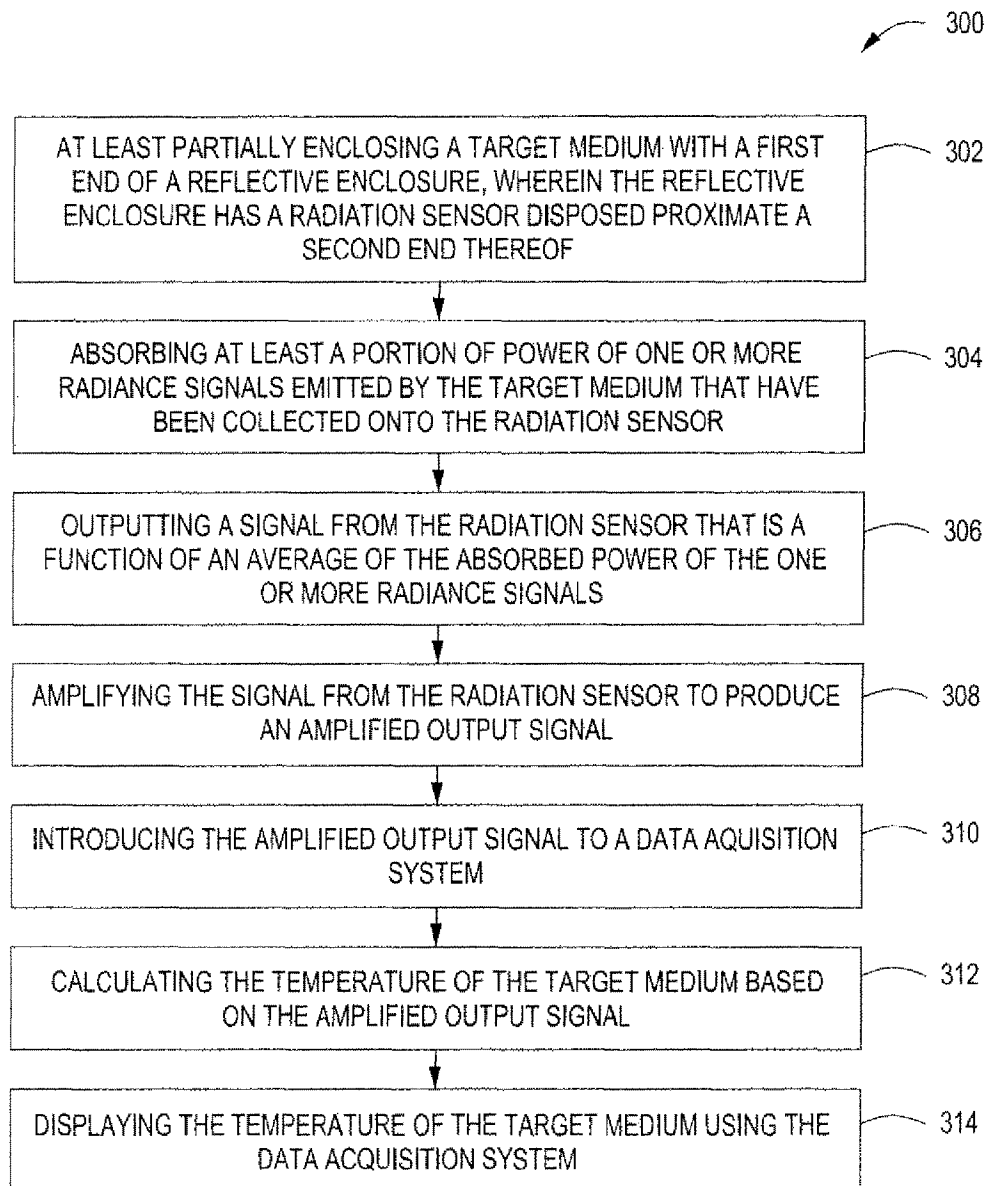 300
AT LEAST PARTIALLY ENCLOSING A TARGET MEDIUM WITH A FIRST
END OF A REFLECTIVE ENCLOSURE, WHEREIN THE REFLECTIVE
ENCLOSURE HAS A RADIATION SENSOR DISPOSED PROXIMATE A
SECOND END THEREOF
302
ABSORBING AT LEAST A PORTION OF POWER OF ONE OR MORE
RADIANCE SIGNALS EMITTED BY THE TARGET MEDIUM THAT HAVE
BEEN COLLECTED ONTO THE RADIATION SENSOR
304
OUTPUTTING A SIGNAL FROM THE RADIATION SENSOR THAT IS A
FUNCTION OF AN AVERAGE OF THE ABSORBED POWER OF THE ONE
OR MORE RADIANCE SIGNALS
306
AMPLIFYING THE SIGNAL FROM THE RADIATION SENSOR TO PRODUCE
AN AMPLIFIED OUTPUT SIGNAL
308
INTRODUCING THE AMPLIFIED OUTPUT SIGNAL TO A DATA AQUISITION
SYSTEM
310
CALCULATING THE TEMPERATURE OF THE TARGET MEDIUM BASED
ON THE AMPLIFIED OUTPUT SIGNAL
312
DISPLAYING THE TEMPERATURE OF THE TARGET MEDIUM USING THE
DATA ACQUISITION SYSTEM
314